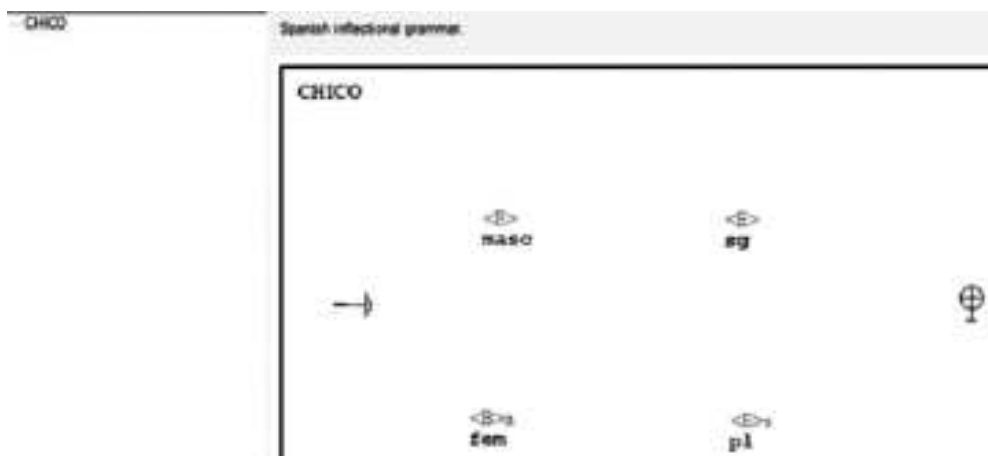 CHICO
Spanish inflectional grammar.
CHICO
<E> <E>
masc sg
<B>a <E>s
fem pl